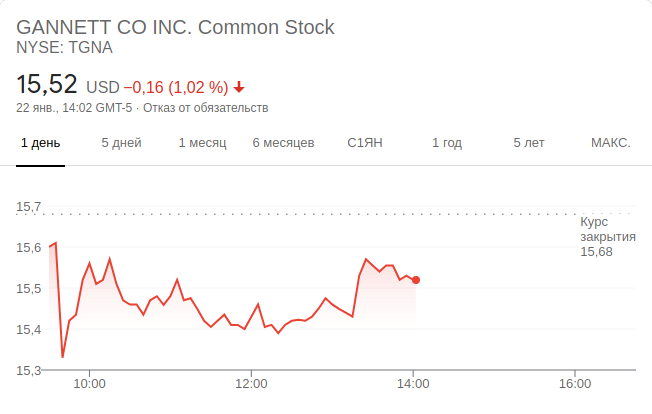 GANNETT CO INC. Common Stock
NYSE: TGNA
15,52 USD −0,16 (1,02 %)
22 янв., 14:02 GMT-5 · Отказ от обязательств
1 день 5 дней 1 месяц 6 месяцев С1ЯН 1 год 5 лет МАКС.
15,7
Курс
закрытия
15,68
15,6
15,5
15,4
15,3
10:00 12:00 14:00 16:00